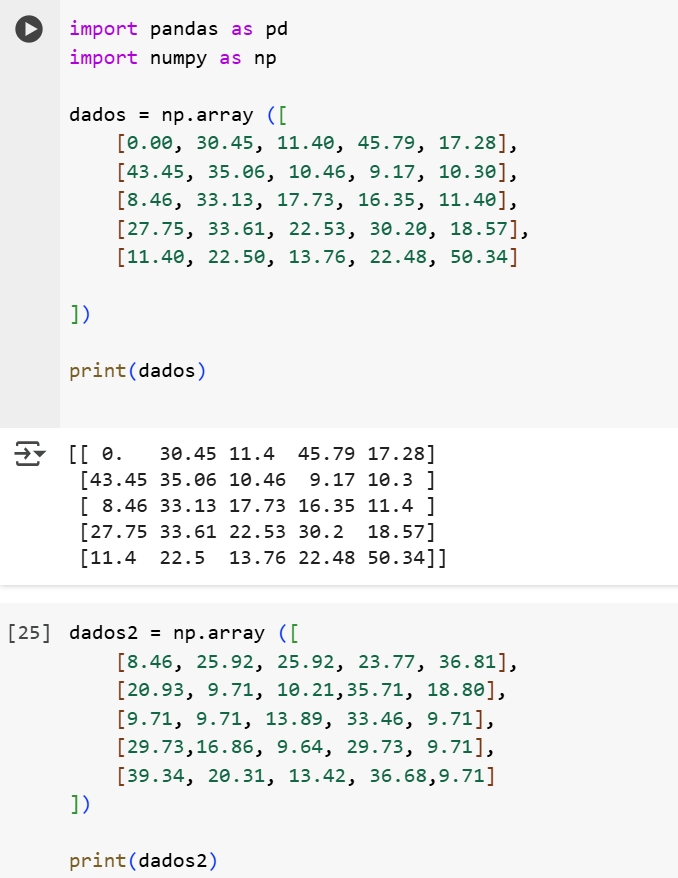 import pandas as pd
import numpy as np
dados = np.array ([
[0.00, 30.45, 11.40, 45.79, 17.28],
[43.45, 35.06, 10.46, 9.17, 10.30],
[8.46, 33.13, 17.73, 16.35, 11.40],
[27.75, 33.61, 22.53, 30.20, 18.57],
[11.40, 22.50, 13.76, 22.48, 50.34]
])
print(dados)
[[ 0.   30.45 11.4  45.79 17.28]
[43.45 35.06 10.46  9.17 10.3 ]
[ 8.46 33.13 17.73 16.35 11.4 ]
[27.75 33.61 22.53 30.2  18.57]
[11.4  22.5  13.76 22.48 50.34]]
[25] dados2 = np.array ([
[8.46, 25.92, 25.92, 23.77, 36.81],
[20.93, 9.71, 10.21,35.71, 18.80],
[9.71, 9.71, 13.89, 33.46, 9.71],
[29.73,16.86, 9.64, 29.73, 9.71],
[39.34, 20.31, 13.42, 36.68,9.71]
])
print(dados2)